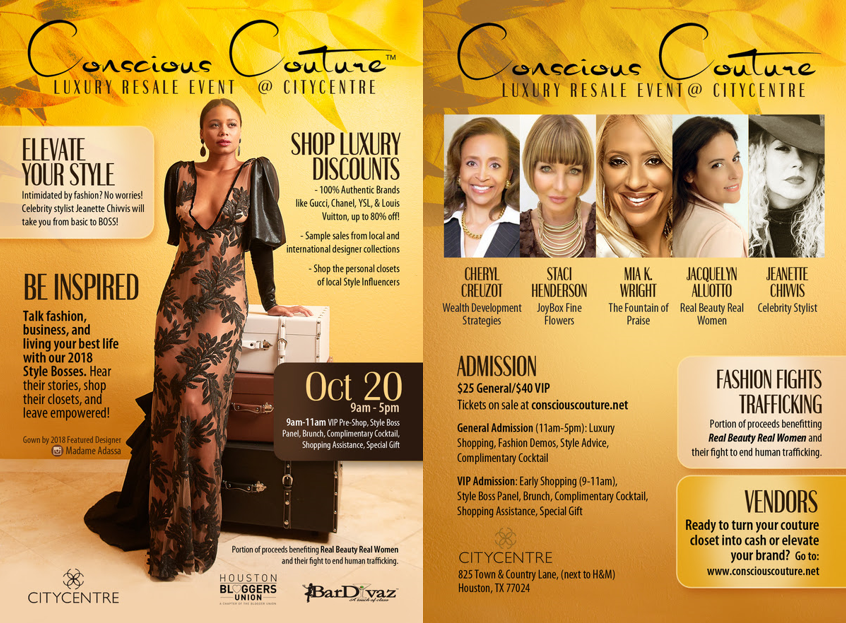 Conscious Couture™
LUXURY RESALE EVENT @ CITYCENTRE
ELEVATE
YOUR STYLE
Intimidated by fashion? No worries!
Celebrity stylist Jeanette Chivvis will
take you from basic to BOSS!
SHOP LUXURY
DISCOUNTS
- 100% Authentic Brands
like Gucci, Chanel, YSL, & Louis
Vuitton, up to 80% off!
- Sample sales from local and
international designer collections
- Shop the personal closets
of local Style Influencers
BE INSPIRED
Talk fashion,
business, and
living your best life
with our 2018
Style Bosses. Hear
their stories, shop
their closets, and
leave empowered!
Gown by 2018 Featured Designer
Madame Adassa
Oct 20
9am - 5pm
9am-11am VIP Pre-Shop, Style Boss
Panel, Brunch, Complimentary Cocktail,
Shopping Assistance, Special Gift
Portion of proceeds benefiting Real Beauty Real Women
and their fight to end human trafficking.
CITYCENTRE
HOUSTON
BLOGGERS
UNION
BarDivaz
Conscious Couture
LUXURY RESALE EVENT @ CITYCENTRE
CHERYL
CREUZOT
Wealth Development
Strategies
STACI
HENDERSON
JoyBox Fine
Flowers
MIA K.
WRIGHT
The Fountain of
Praise
JACQUELYN
ALUOTTO
Real Beauty Real
Women
JEANETTE
CHIVVIS
Celebrity Stylist
ADMISSION
$25 General/$40 VIP
Tickets on sale at consciouscouture.net
General Admission (11am-5pm): Luxury
Shopping, Fashion Demos, Style Advice,
Complimentary Cocktail
VIP Admission: Early Shopping (9-11am),
Style Boss Panel, Brunch, Complimentary Cocktail,
Shopping Assistance, Special Gift
CITYCENTRE
825 Town & Country Lane, (next to H&M)
Houston, TX 77024
FASHION FIGHTS
TRAFFICKING
Portion of proceeds benefitting
Real Beauty Real Women and
their fight to end human trafficking.
VENDORS
Ready to turn your couture
closet into cash or elevate
your brand? Go to:
www.consciouscouture.net